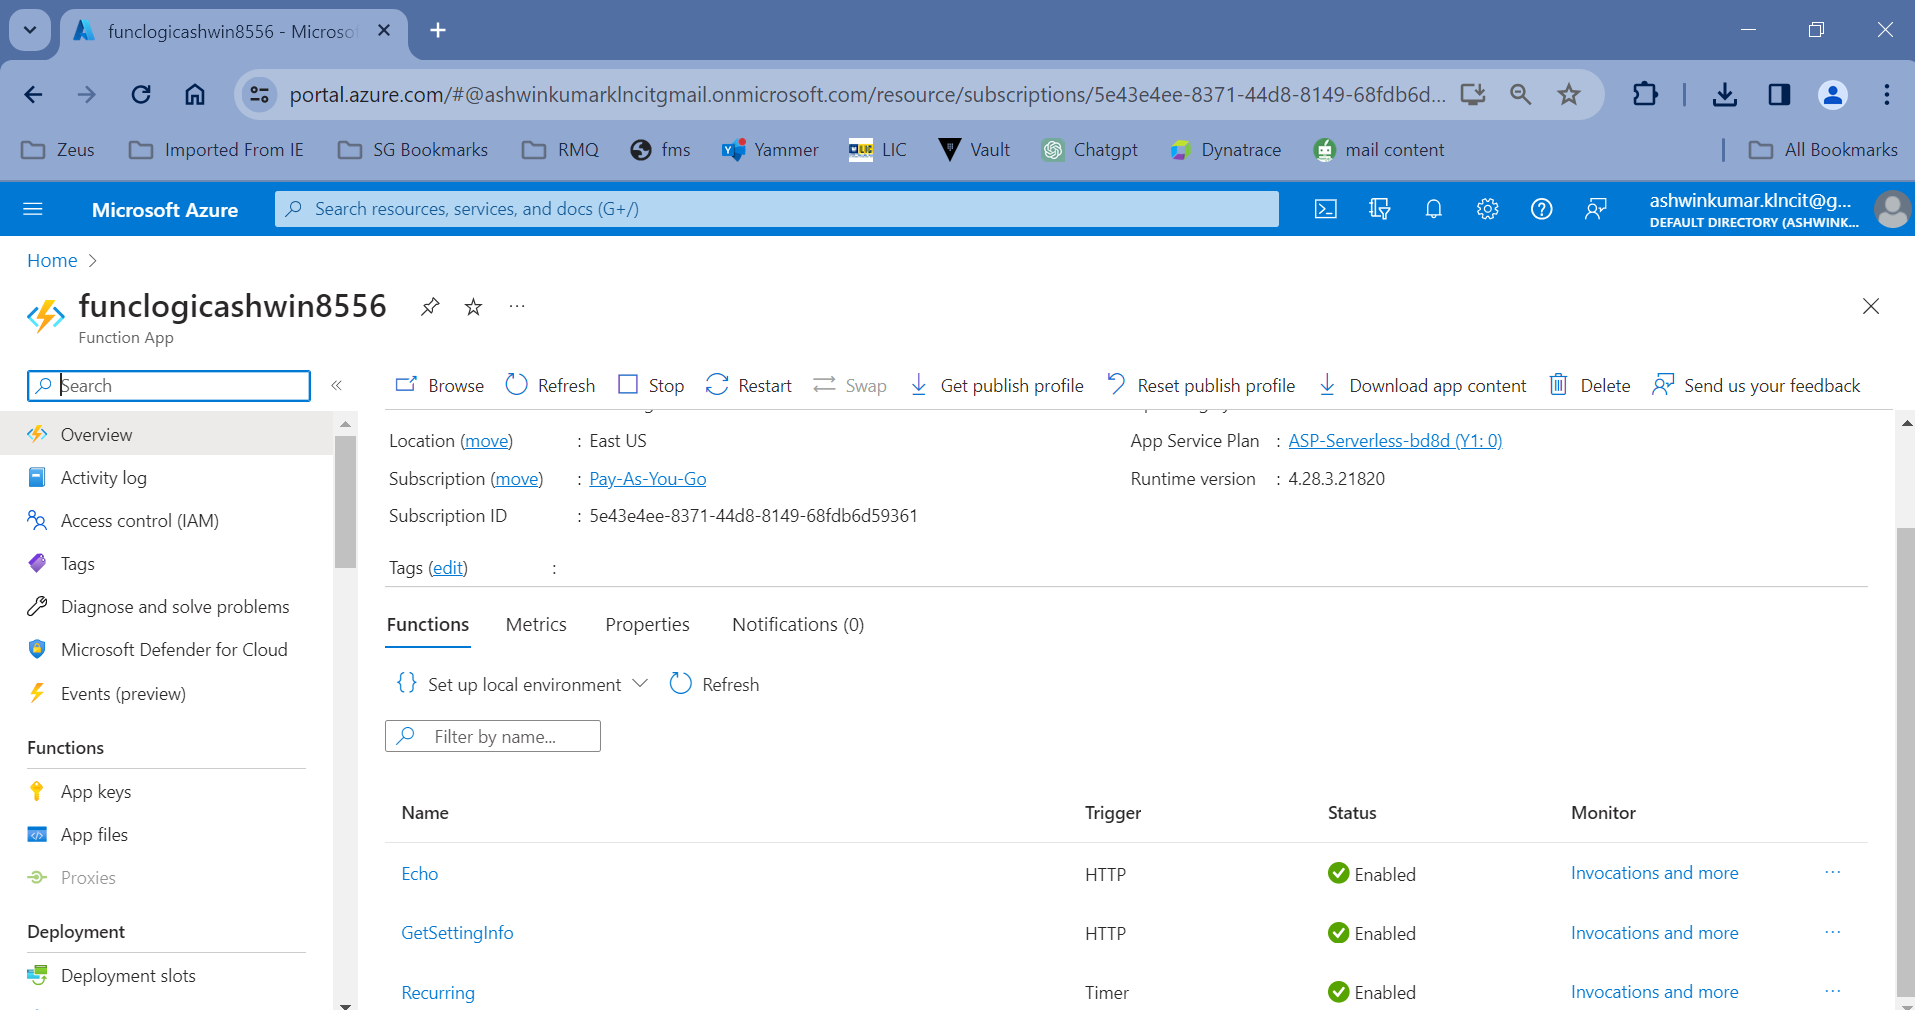 funclogicashwin8556 - Microsof
portal.azure.com/#@ashwinkumarklncitgmail.onmicrosoft.com/resource/subscriptions/5e43e4ee-8371-44d8-8149-68fdb6d...
Zeus Imported From IE SG Bookmarks RMQ fms Yammer LIC Vault Chatgpt Dynatrace mail content All Bookmarks
Microsoft Azure Search resources, services, and docs (G+/) ashwinkumar.klncit@g...
DEFAULT DIRECTORY (ASHWINK...
Home
funclogicashwin8556 ...
Function App
Search
Browse Refresh Stop Restart Swap Get publish profile Reset publish profile Download app content Delete Send us your feedback
Overview
Activity log
Access control (IAM)
Tags
Diagnose and solve problems
Microsoft Defender for Cloud
Events (preview)
Functions
App keys
App files
Proxies
Deployment
Deployment slots
Location (move) : East US
Subscription (move) : Pay-As-You-Go
Subscription ID : 5e43e4ee-8371-44d8-8149-68fdb6d59361
App Service Plan : ASP-Serverless-bd8d (Y1: 0)
Runtime version : 4.28.3.21820
Tags (edit) :
Functions Metrics Properties Notifications (0)
{} Set up local environment Refresh
Filter by name...
Name Trigger Status Monitor
Echo HTTP Enabled Invocations and more ...
GetSettingInfo HTTP Enabled Invocations and more ...
Recurring Timer Enabled Invocations and more ...